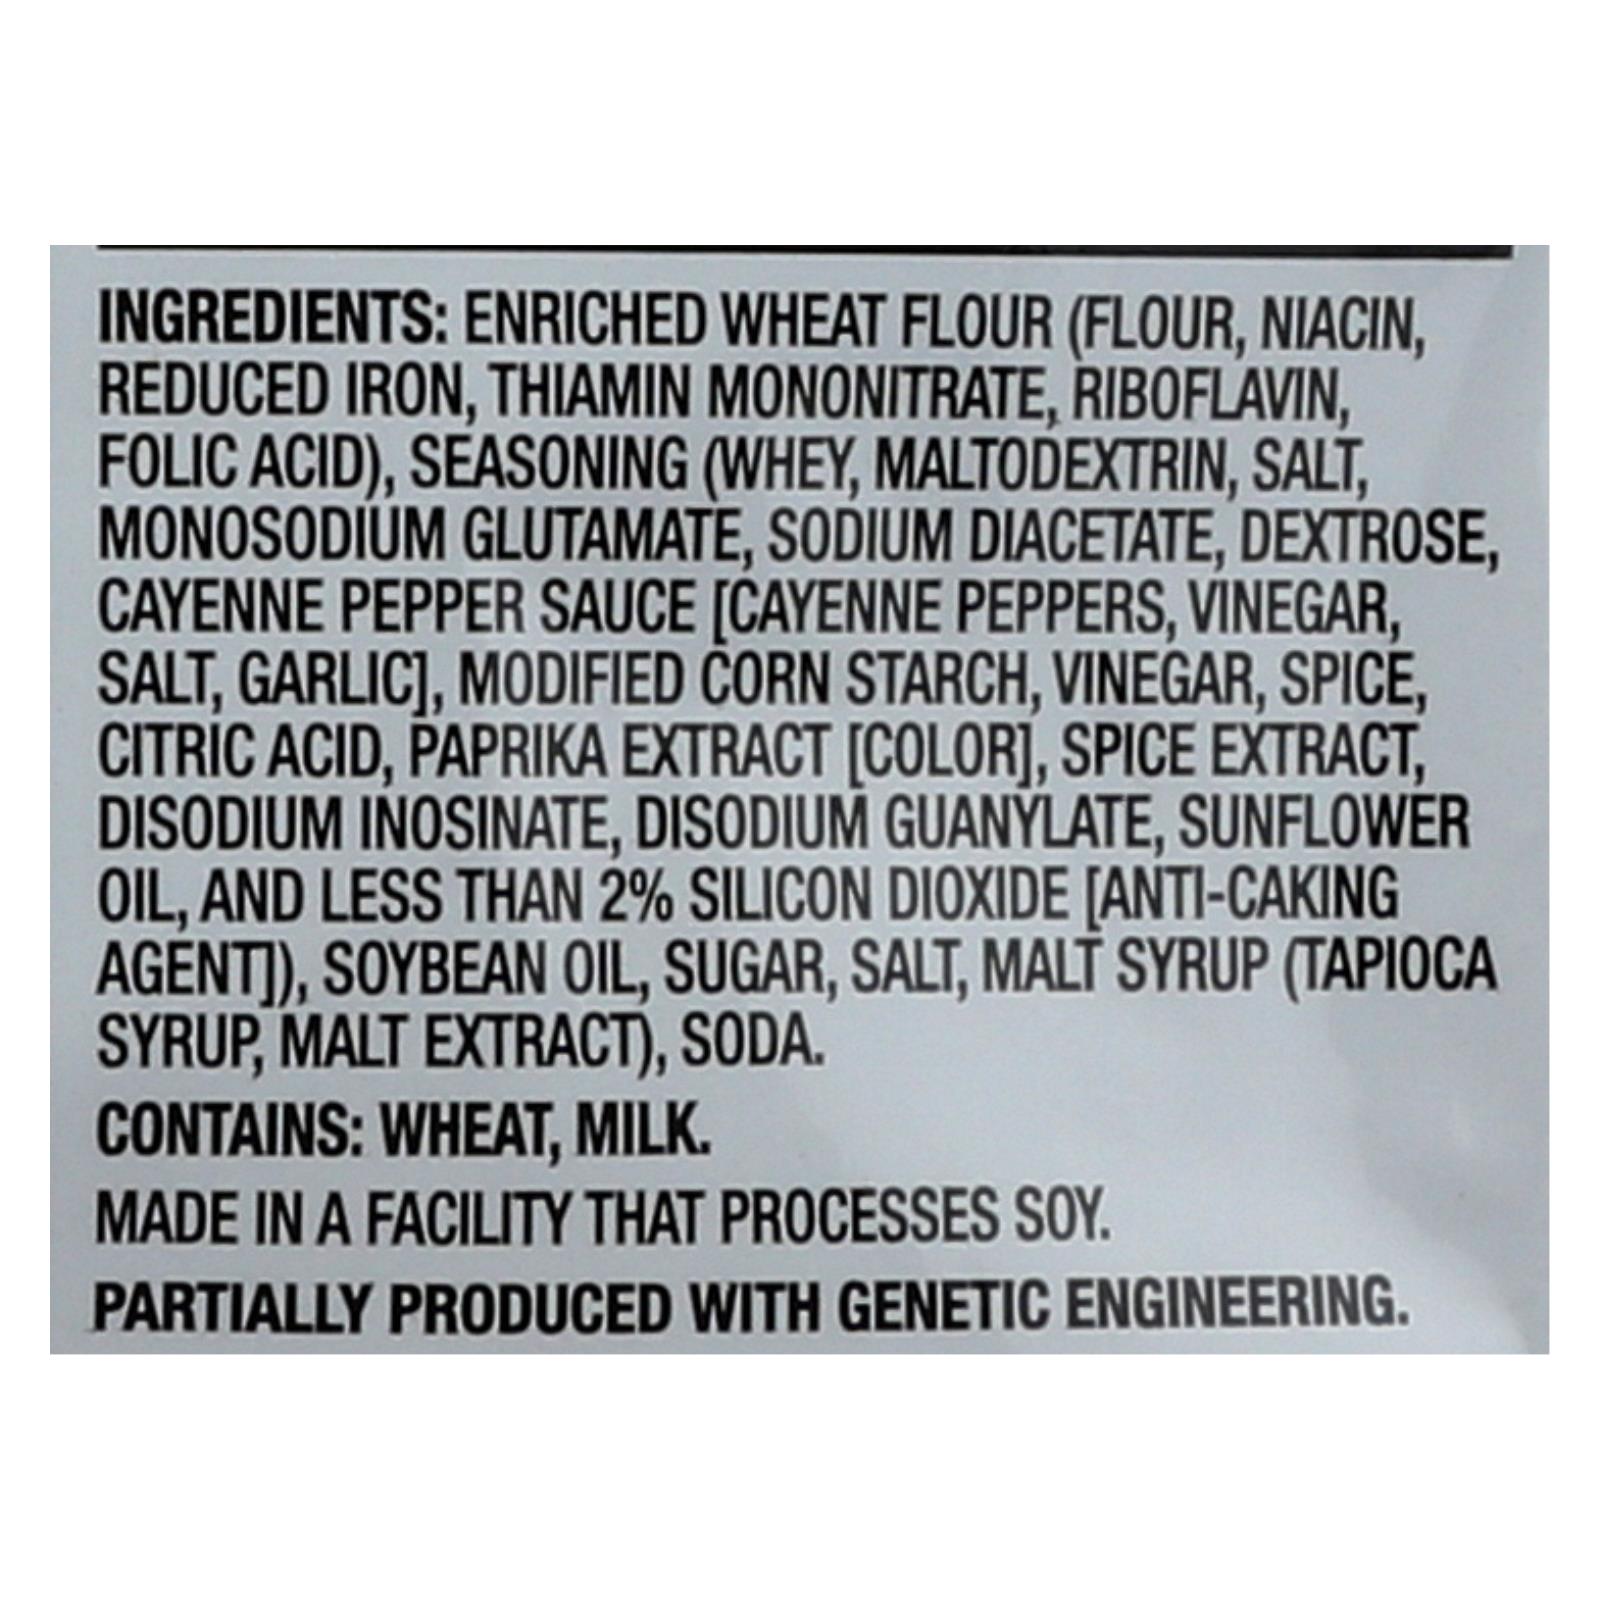 INGREDIENTS: ENRICHED WHEAT FLOUR (FLOUR, NIACIN,
REDUCED IRON, THIAMIN MONONITRATE, RIBOFLAVIN,
FOLIC ACID), SEASONING (WHEY, MALTODEXTRIN, SALT,
MONOSODIUM GLUTAMATE, SODIUM DIACETATE, DEXTROSE,
CAYENNE PEPPER SAUCE [CAYENNE PEPPERS, VINEGAR,
SALT, GARLIC], MODIFIED CORN STARCH, VINEGAR, SPICE,
CITRIC ACID, PAPRIKA EXTRACT [COLOR], SPICE EXTRACT,
DISODIUM INOSINATE, DISODIUM GUANYLATE, SUNFLOWER
OIL, AND LESS THAN 2% SILICON DIOXIDE [ANTI-CAKING
AGENT]), SOYBEAN OIL, SUGAR, SALT, MALT SYRUP (TAPIOCA
SYRUP, MALT EXTRACT), SODA.
CONTAINS: WHEAT, MILK.
MADE IN A FACILITY THAT PROCESSES SOY.
PARTIALLY PRODUCED WITH GENETIC ENGINEERING.